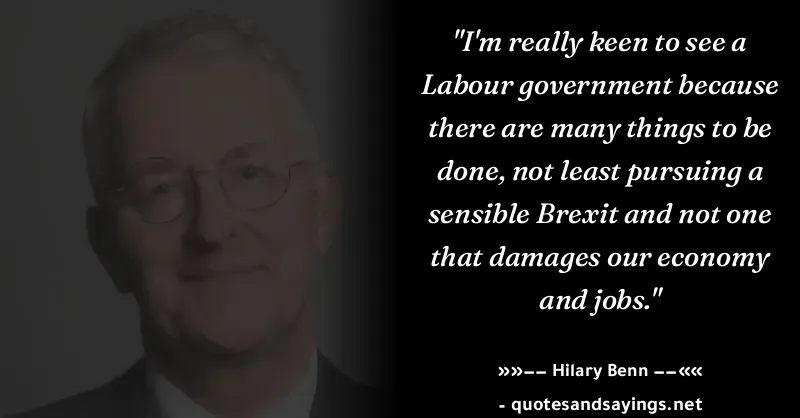 "I'm really keen to see a
Labour government because
there are many things to be
done, not least pursuing a
sensible Brexit and not one
that damages our economy
and jobs."
»»–– Hilary Benn ––««
- quotesandsayings.net